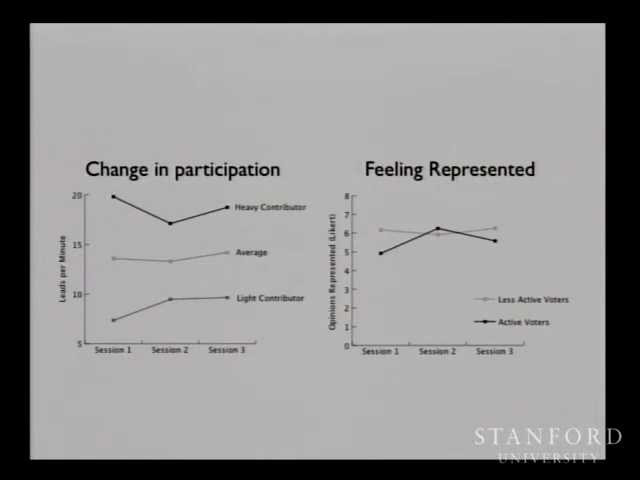 Change in participation
Leads per Minute
20
15
10
5
Heavy Contributor
Average
Light Contributor
Session 1
Session 2
Session 3
Feeling Represented
Opinions Represented (Likert)
8
7
6
5
4
3
2
1
0
Less Active Voters
Active Voters
Session 1
Session 2
Session 3
STANFORD
UNIVERSITY